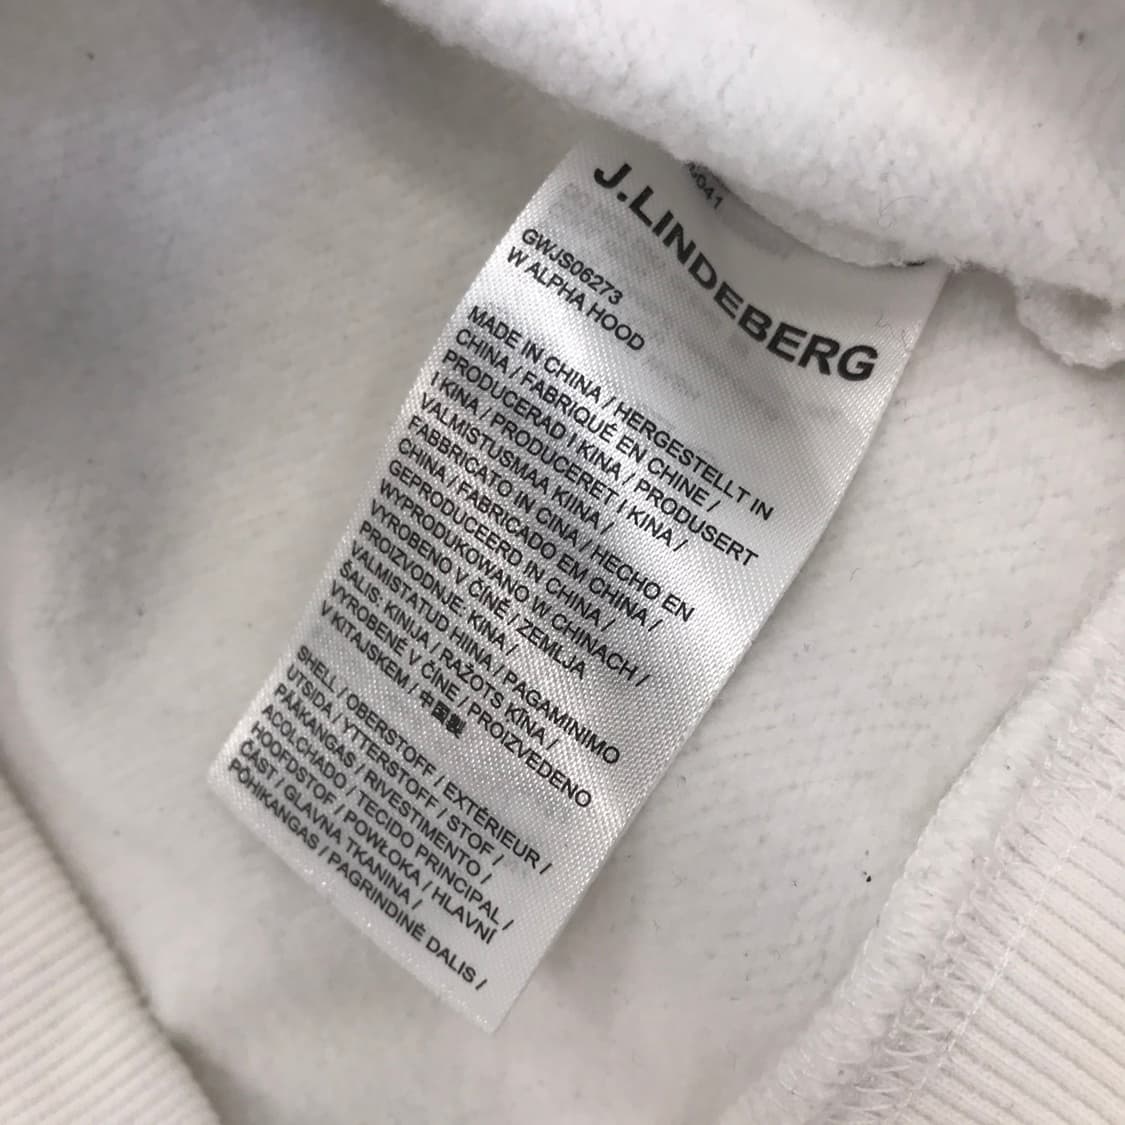 041
J.LINDEBERG
GWJS06273
W ALPHA HOOD
MADE IN CHINA / HERGESTELLT IN
CHINA / FABRIQUÉ EN CHINE /
PRODUCERAD I KINA / PRODUSERT
I KINA / PRODUCERET I KINA /
VALMISTUSMAA KIINA /
FABBRICATO IN CINA / HECHO EN
CHINA / FABRICADO EM CHINA /
GEPRODUCEERD IN CHINA /
WYPRODUKOWANO W CHINACH /
VYROBENO V ČÍNĚ / ZEMLJA
PROIZVODNJE: KINA /
VALMISTATUD HIINA / PAGAMINIMO
ŠALIS: KINIJA / RAŽOTS ĶĪNA /
VYROBENÉ V ČÍNE / PROIZVEDENO
V KITAJSKEM / 中國製
SHELL / OBERSTOFF / EXTÉRIEUR /
UTSIDA / YTTERSTOFF / STOF /
PÄÄKANGAS / RIVESTIMENTO /
ACOLCHADO / TECIDO PRINCIPAL /
HOOFDSTOF / POWŁOKA / HLAVNÍ
ČÁST / GLAVNA TKANINA /
PÕHIKANGAS / PAGRINDINĖ DALIS /